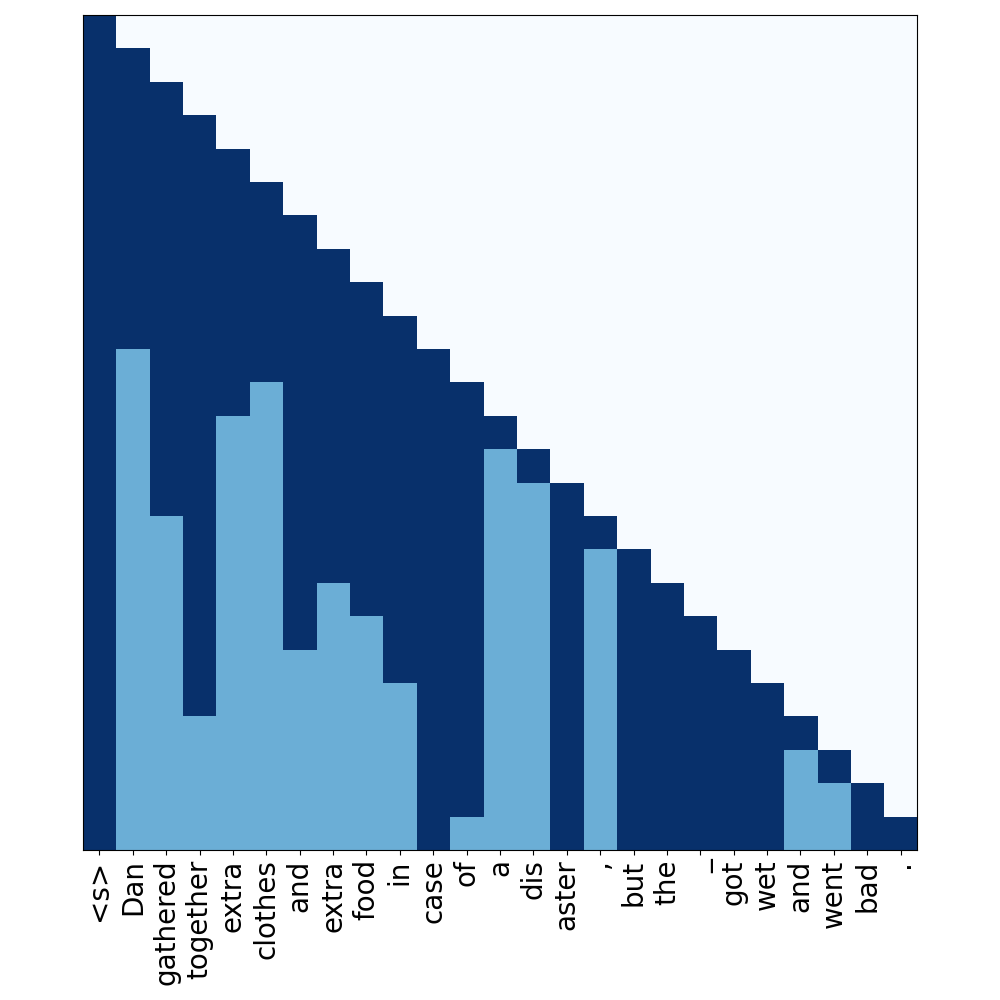 <s>
Dan
gathered
together
extra
clothes
and
extra
food
in
case
of
a
dis
aster
,
but
the
_
got
wet
and
went
bad
.